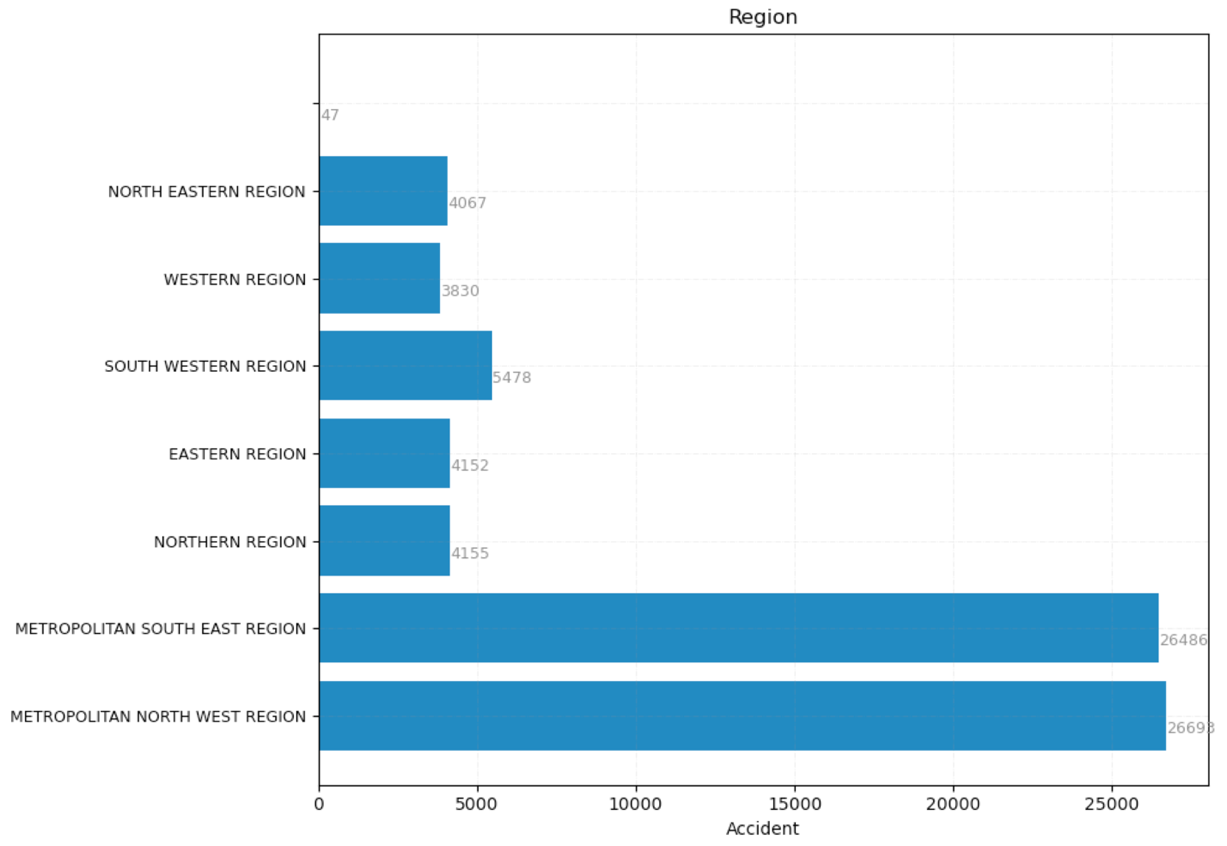 Region
47
NORTH EASTERN REGION
4067
WESTERN REGION
3830
SOUTH WESTERN REGION
5478
EASTERN REGION
4152
NORTHERN REGION
4155
METROPOLITAN SOUTH EAST REGION
26486
METROPOLITAN NORTH WEST REGION
26693
0 5000 10000 15000 20000 25000
Accident